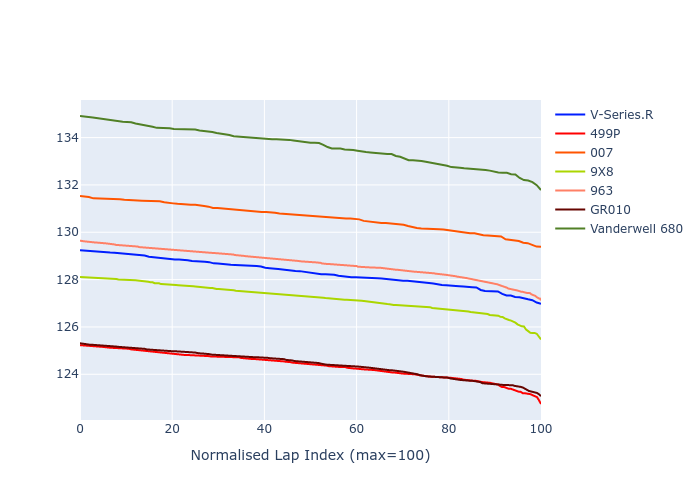 134
132
130
128
126
124
0 20 40 60 80 100
Normalised Lap Index (max=100)
V-Series.R
499P
007
9X8
963
GR010
Vanderwell 680